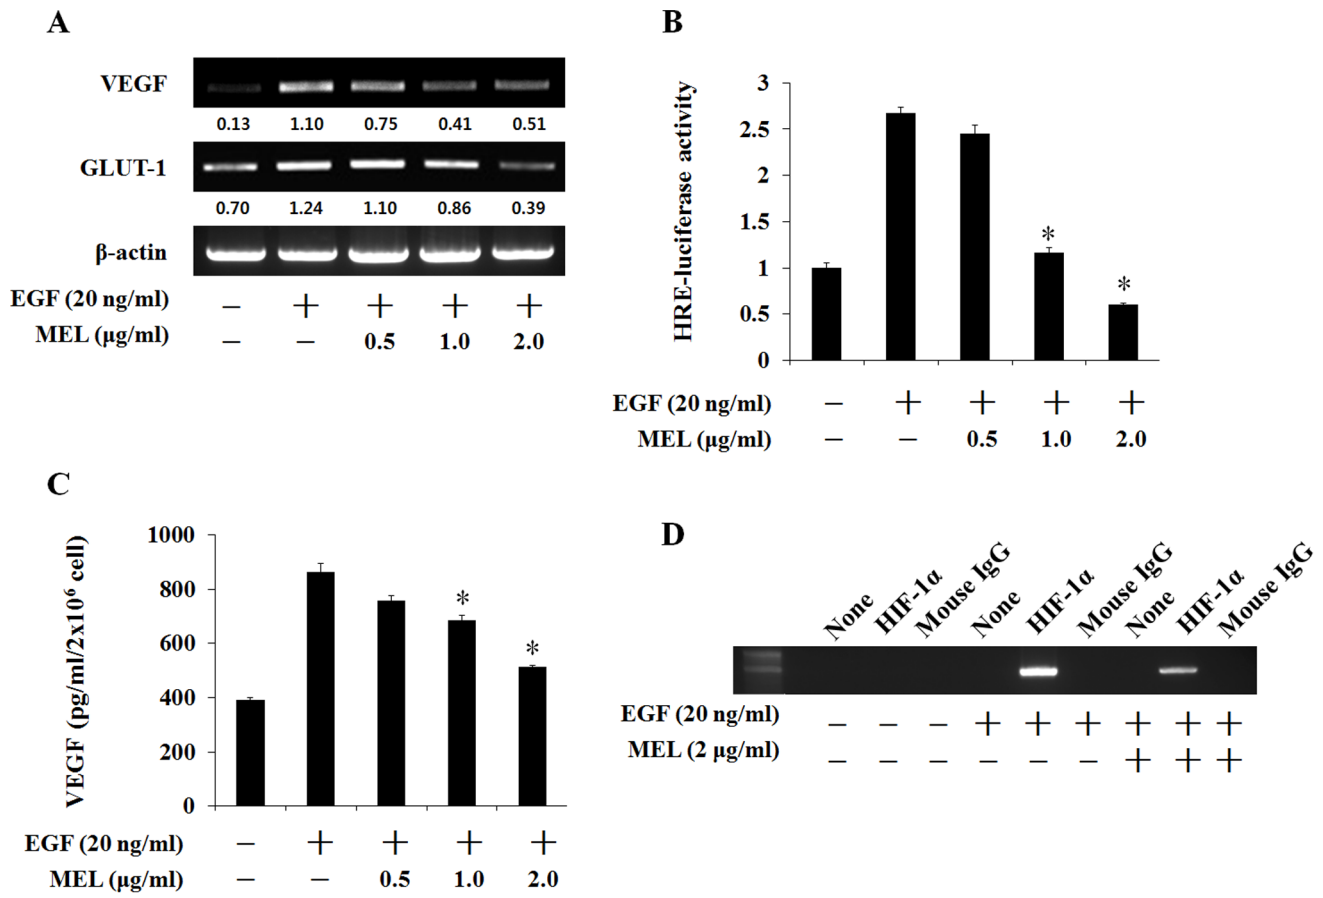 A
VEGF
0.13 1.10 0.75 0.41 0.51
GLUT-1
0.70 1.24 1.10 0.86 0.39
β-actin
EGF (20 ng/ml) – + + + +
MEL (μg/ml) – – 0.5 1.0 2.0
B
HRE-luciferase activity
3
2.5
2
1.5
1
0.5
0
*
*
EGF (20 ng/ml) – + + + +
MEL (μg/ml) – – 0.5 1.0 2.0
C
VEGF (pg/ml/2x10⁶ cell)
1000
800
600
400
200
0
*
*
EGF (20 ng/ml) – + + + +
MEL (μg/ml) – – 0.5 1.0 2.0
D
None HIF-1α Mouse IgG None HIF-1α Mouse IgG None HIF-1α Mouse IgG
EGF (20 ng/ml) – – – + + + + + +
MEL (2 μg/ml) – – – – – – + + +